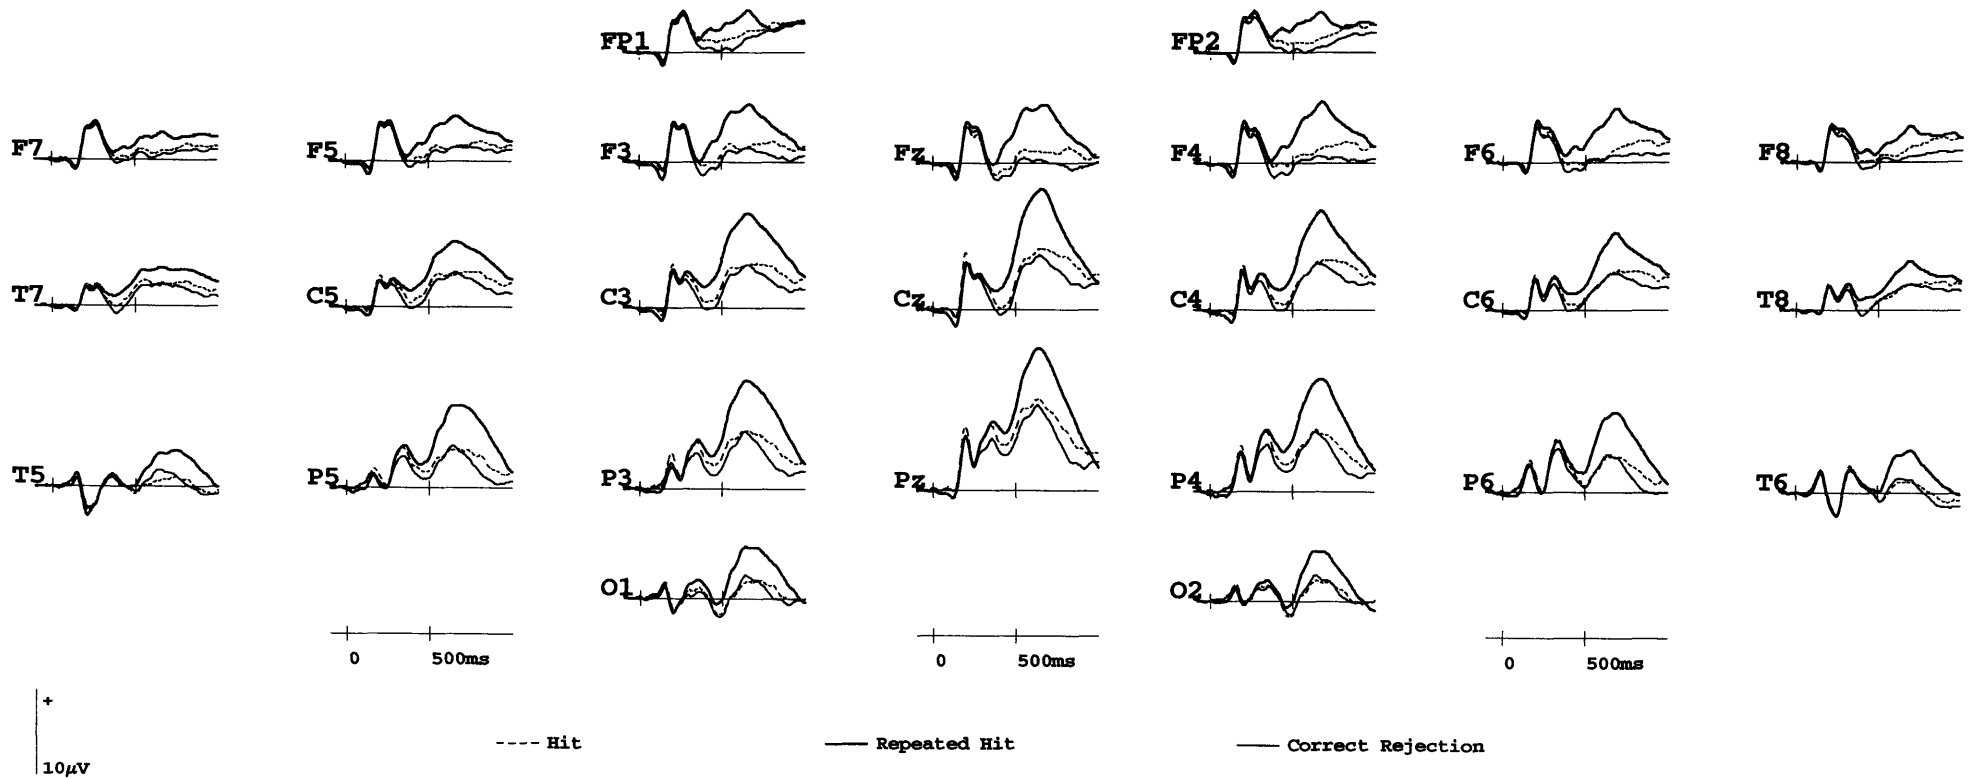 FP1 FP2
F7 F5 F3 Fz F4 F6 F8
T7 C5 C3 Cz C4 C6 T8
T5 P5 P3 Pz P4 P6 T6
O1 O2
0 500ms 0 500ms 0 500ms
+
Hit Repeated Hit Correct Rejection
10μV